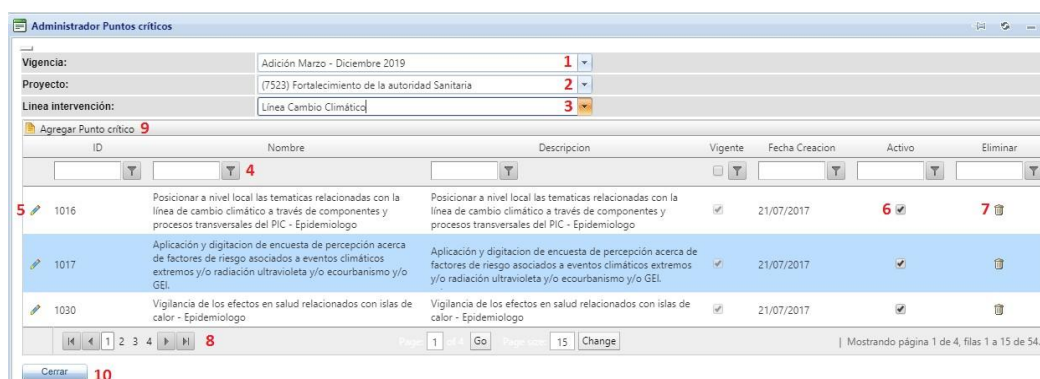 Administrador Puntos críticos
Vigencia: Adición Marzo - Diciembre 2019 1
Proyecto: (7523) Fortalecimiento de la autoridad Sanitaria 2
Linea intervención: Línea Cambio Climático 3
Agregar Punto crítico 9
ID Nombre Descripcion Vigente Fecha Creacion Activo Eliminar
4
Posicionar a nivel local las tematicas relacionadas con la
línea de cambio climático a través de componentes y
procesos transversales del PIC - Epidemiologo
Posicionar a nivel local las tematicas relacionadas con la
línea de cambio climático a través de componentes y
procesos transversales del PIC - Epidemiologo
5 1016 21/07/2017 6 7
Aplicación y digitacion de encuesta de percepción acerca
de factores de riesgo asociados a eventos climáticos
extremos y/o radiación ultravioleta y/o ecourbanismo y/o
GEI.
Aplicación y digitacion de encuesta de percepción acerca de
factores de riesgo asociados a eventos climáticos extremos
y/o radiación ultravioleta y/o ecourbanismo y/o GEI.
1017 21/07/2017
Vigilancia de los efectos en salud relacionados con islas de
calor - Epidemiologo
Vigilancia de los efectos en salud relacionados con islas de
calor - Epidemiologo
1030 21/07/2017
1 2 3 4 8 Page: 1 of 4 Go Page size: 15 Change | Mostrando página 1 de 4, filas 1 a 15 de 54.
Cerrar 10